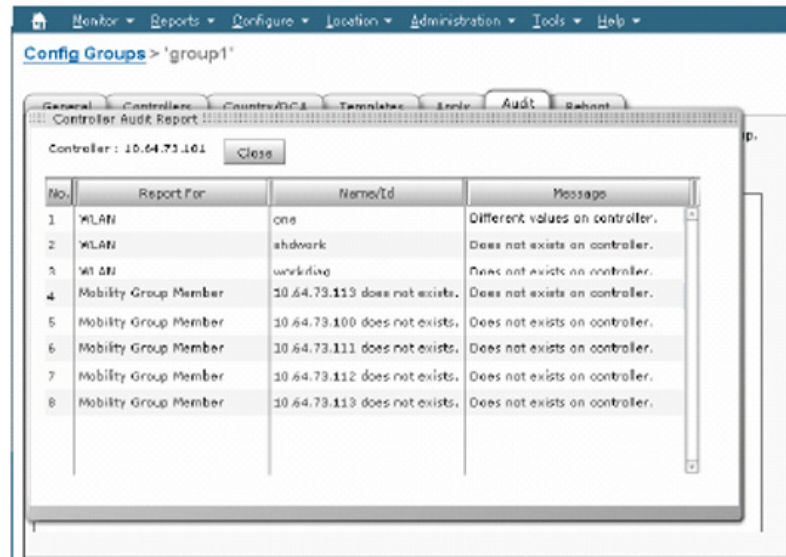 Monitor Reports Configure Location Administration Tools Help
Config Groups > 'group1'
General Controllers Country/DCA Templates Apply Audit Reboot
Controller Audit Report
Controller : 10.64.73.101 Close
No. Report For Name/Id Message
1 WLAN one Different values on controller.
2 WLAN ehdwork Does not exists on controller.
3 WLAN workdiag Does not exists on controller.
4 Mobility Group Member 10.64.73.113 does not exists. Does not exists on controller.
5 Mobility Group Member 10.64.73.100 does not exists. Does not exists on controller.
6 Mobility Group Member 10.64.73.111 does not exists. Does not exists on controller.
7 Mobility Group Member 10.64.73.112 does not exists. Does not exists on controller.
8 Mobility Group Member 10.64.73.113 does not exists. Does not exists on controller.